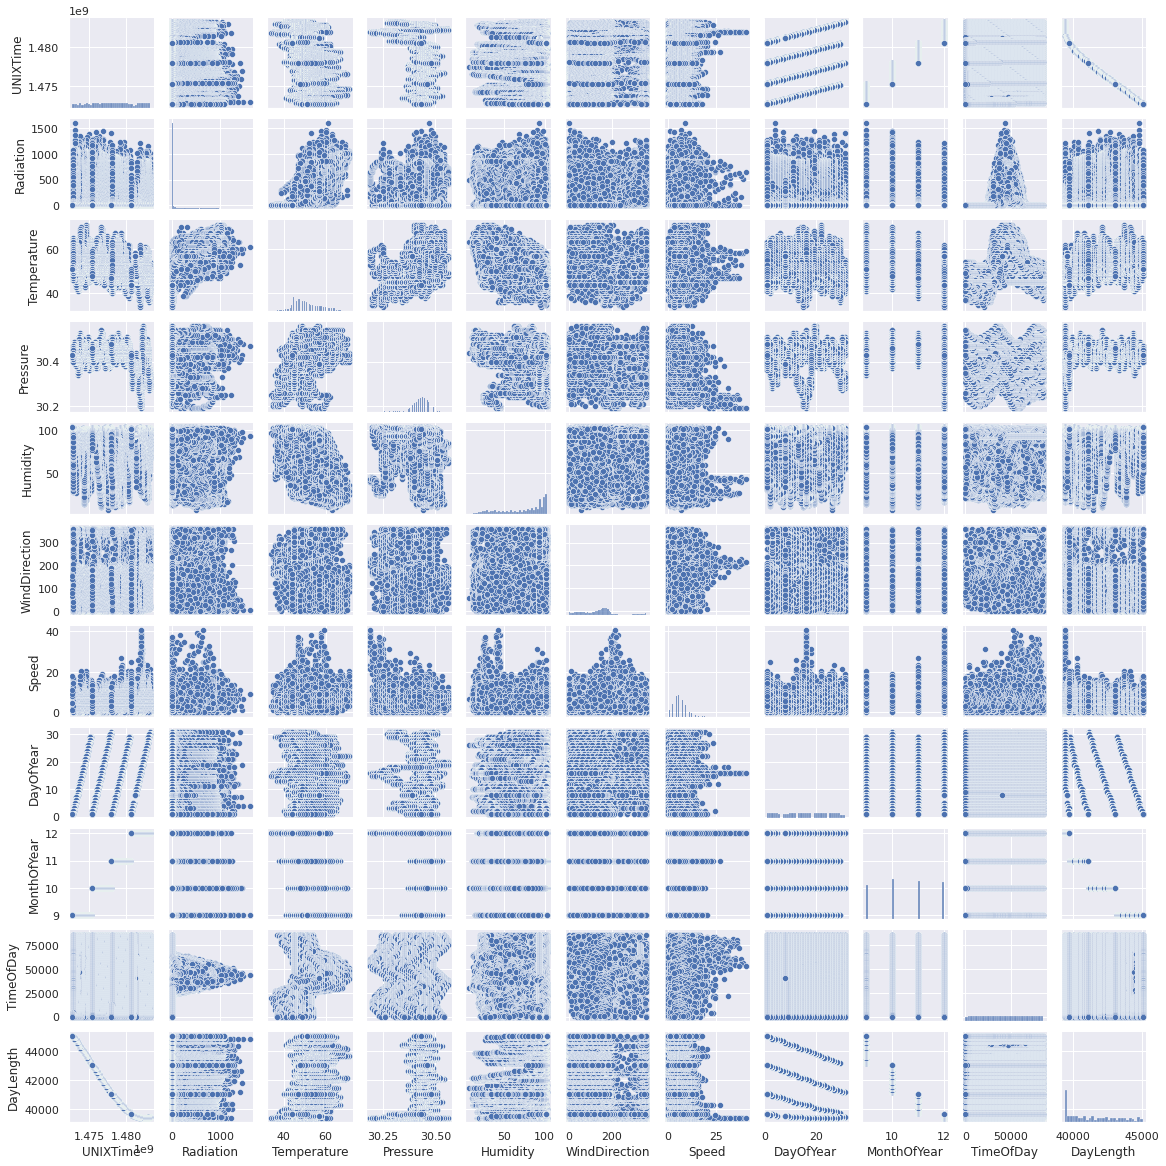 1e9
UNIXTime
1.480
1.475
Radiation
1500
1000
500
0
Temperature
60
40
Pressure
30.4
30.2
Humidity
100
50
WindDirection
300
200
100
0
Speed
40
20
0
DayOfYear
30
20
10
0
MonthOfYear
12
11
10
9
TimeOfDay
75000
50000
25000
0
DayLength
44000
42000
40000
1.475 1.480 0 1000 40 60 30.25 30.50 50 100 0 200 0 25 0 20 10 12 0 50000 40000 45000
UNIXTime 1e9 Radiation Temperature Pressure Humidity WindDirection Speed DayOfYear MonthOfYear TimeOfDay DayLength